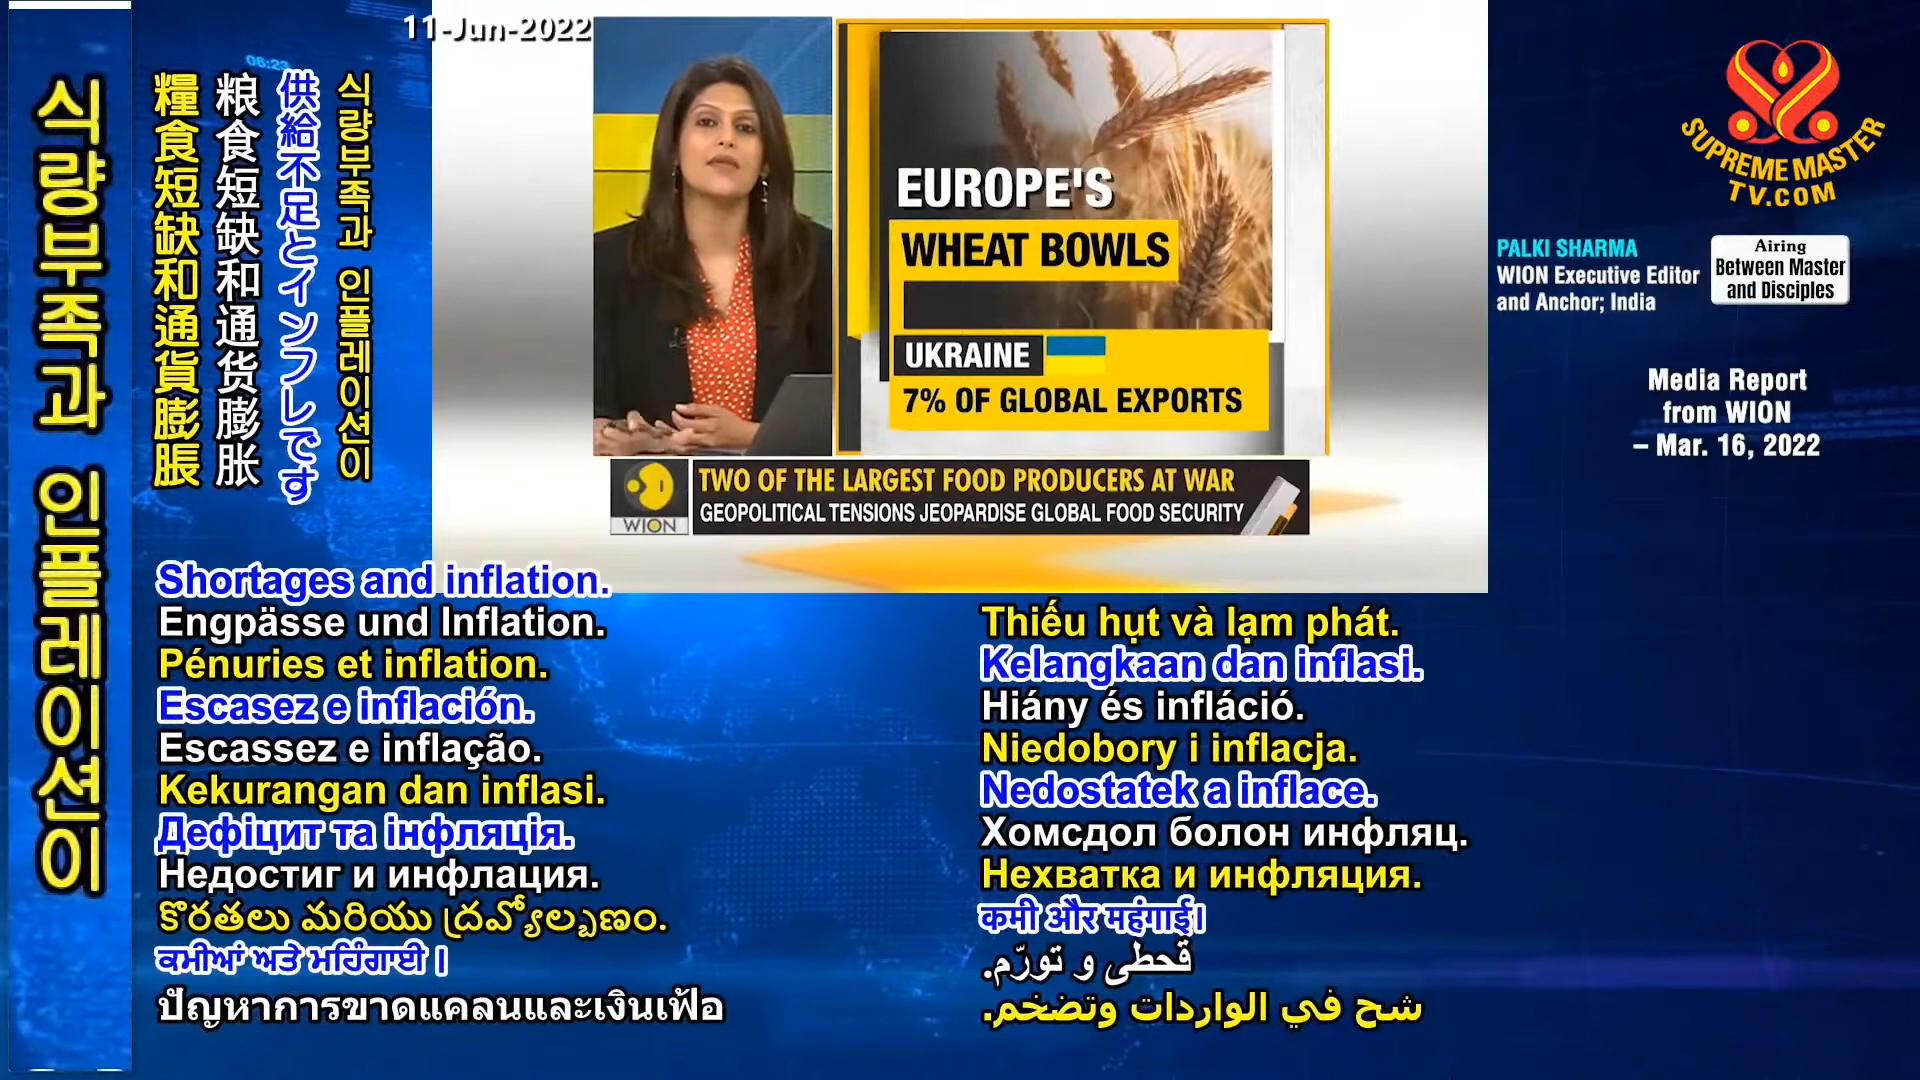 11-Jun-2022
06:23
식량부족과 인플레이션이
糧食短缺和通貨膨脹
粮食短缺和通货膨胀
供給不足とインフレです
식량부족과 인플레이션이
EUROPE'S
WHEAT BOWLS
UKRAINE
7% OF GLOBAL EXPORTS
WION
TWO OF THE LARGEST FOOD PRODUCERS AT WAR
GEOPOLITICAL TENSIONS JEOPARDISE GLOBAL FOOD SECURITY
SUPREME MASTER
TV.COM
PALKI SHARMA
WION Executive Editor
and Anchor; India
Airing
Between Master
and Disciples
Media Report
from WION
– Mar. 16, 2022
Shortages and inflation.
Engpässe und Inflation.
Pénuries et inflation.
Escasez e inflación.
Escassez e inflação.
Kekurangan dan inflasi.
Дефіцит та інфляція.
Недостиг и инфлация.
కొరతలు మరియు ద్రవ్యోల్బణం.
ਕਮੀਆਂ ਅਤੇ ਮਹਿੰਗਾਈ।
ปัญหาการขาดแคลนและเงินเฟ้อ
Thiếu hụt và lạm phát.
Kelangkaan dan inflasi.
Hiány és infláció.
Niedobory i inflacja.
Nedostatek a inflace.
Хомсдол болон инфляц.
Нехватка и инфляция.
कमी और महंगाई।
قحطی و تورّم.
شح في الواردات وتضخم.